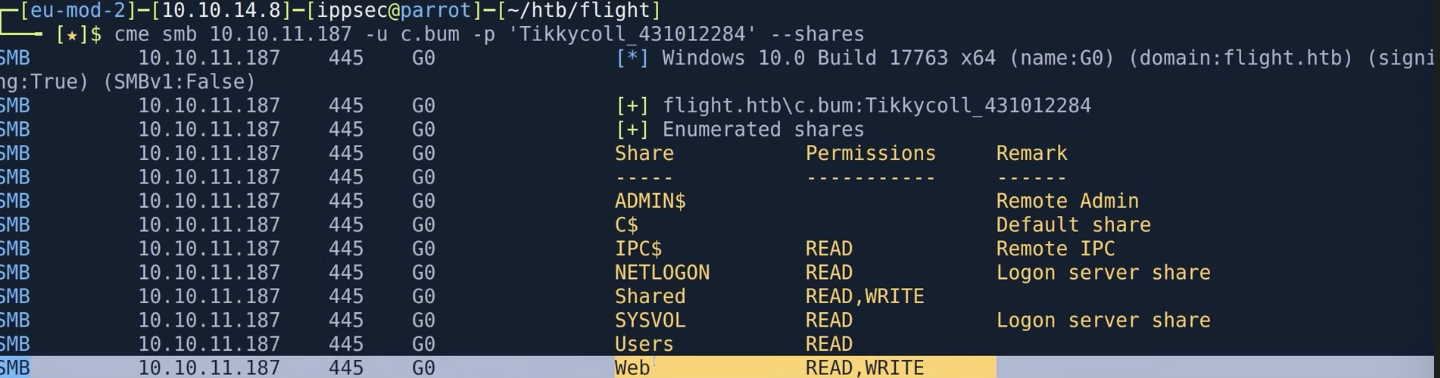 ┌─[eu-mod-2]─[10.10.14.8]─[ippsec@parrot]─[~/htb/flight]
└──╼ [★]$ cme smb 10.10.11.187 -u c.bum -p 'Tikkycoll_431012284' --shares
SMB 10.10.11.187 445 G0 [*] Windows 10.0 Build 17763 x64 (name:G0) (domain:flight.htb) (signi
ng:True) (SMBv1:False)
SMB 10.10.11.187 445 G0 [+] flight.htb\c.bum:Tikkycoll_431012284
SMB 10.10.11.187 445 G0 [+] Enumerated shares
SMB 10.10.11.187 445 G0 Share Permissions Remark
SMB 10.10.11.187 445 G0 ----- ----------- ------
SMB 10.10.11.187 445 G0 ADMIN$ Remote Admin
SMB 10.10.11.187 445 G0 C$ Default share
SMB 10.10.11.187 445 G0 IPC$ READ Remote IPC
SMB 10.10.11.187 445 G0 NETLOGON READ Logon server share
SMB 10.10.11.187 445 G0 Shared READ,WRITE
SMB 10.10.11.187 445 G0 SYSVOL READ Logon server share
SMB 10.10.11.187 445 G0 Users READ
SMB 10.10.11.187 445 G0 Web READ,WRITE